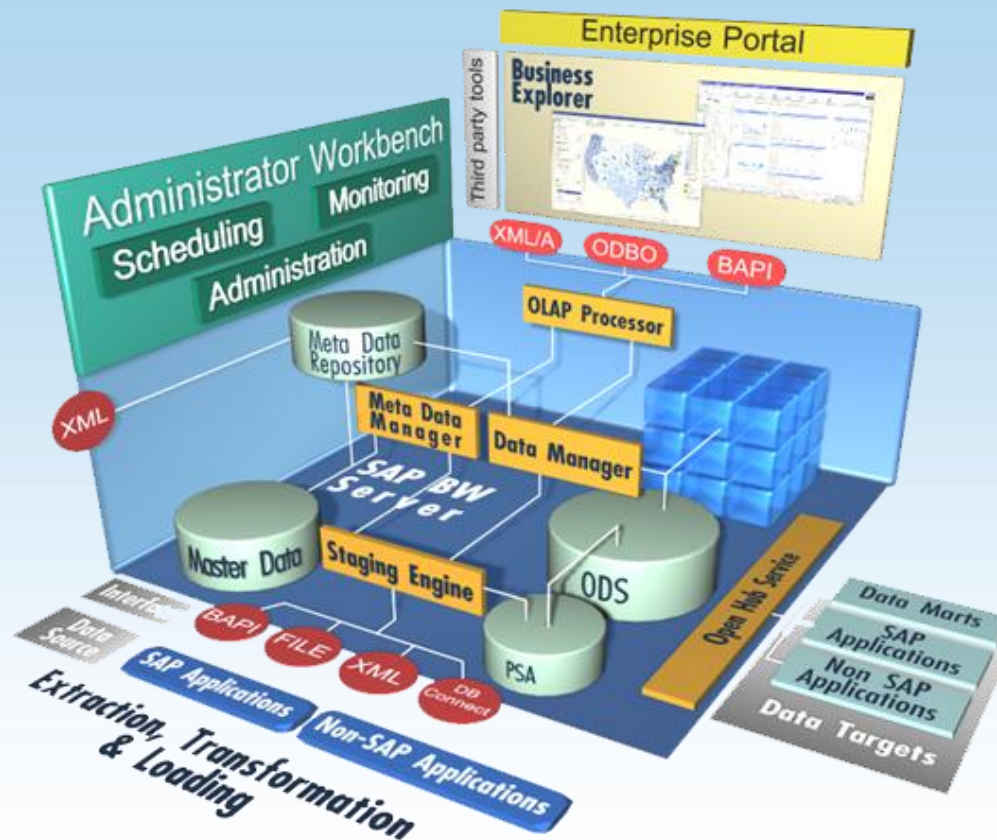 Enterprise Portal
Third party tools
Business
Explorer
Administrator Workbench
Scheduling
Monitoring
Administration
XML/A
ODBO
BAPI
OLAP Processor
Meta Data
Repository
XML
Meta Data
Manager
Data Manager
SAP BW
Server
Master Data
Staging Engine
ODS
PSA
Open Hub Service
Data
Source
BAPI
FILE
XML
DB
Connect
SAP Applications
Non-SAP Applications
Extraction, Transformation
& Loading
Data Marts
SAP
Applications
Non SAP
Applications
Data Targets